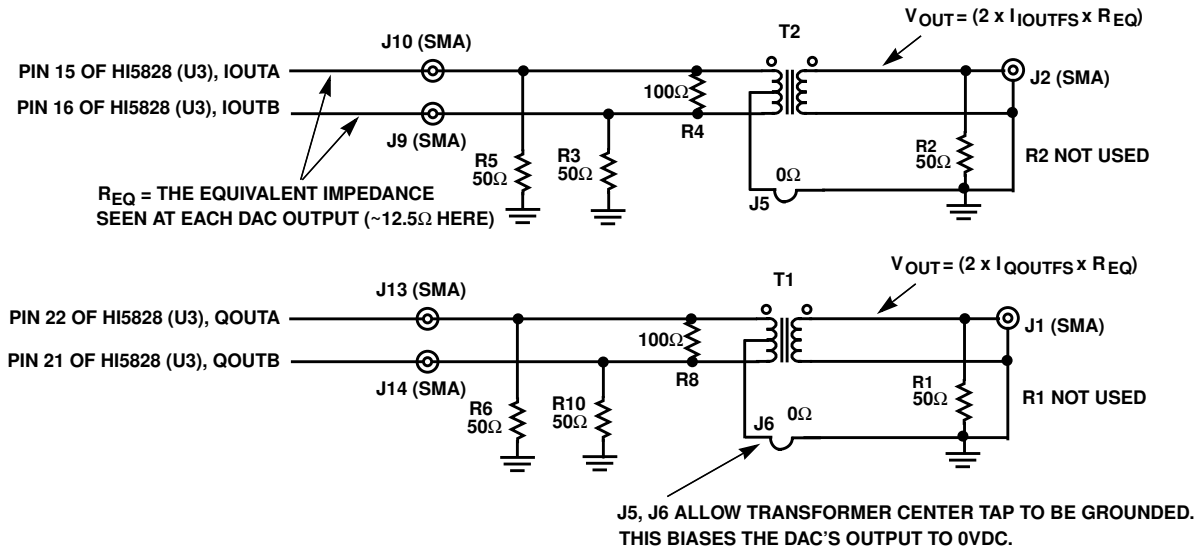 V_OUT = (2 x I_IOUTFS x R_EQ)
T2
J10 (SMA)
PIN 15 OF HI5828 (U3), IOUTA
J2 (SMA)
100Ω
PIN 16 OF HI5828 (U3), IOUTB
R4
J9 (SMA)
R5
50Ω
R3
50Ω
R2
50Ω
R2 NOT USED
0Ω
J5
R_EQ = THE EQUIVALENT IMPEDANCE
SEEN AT EACH DAC OUTPUT (~12.5Ω HERE)
V_OUT = (2 x I_QOUTFS x R_EQ)
T1
J13 (SMA)
PIN 22 OF HI5828 (U3), QOUTA
J1 (SMA)
100Ω
PIN 21 OF HI5828 (U3), QOUTB
R8
J14 (SMA)
R6
50Ω
R10
50Ω
R1
50Ω
R1 NOT USED
0Ω
J6
J5, J6 ALLOW TRANSFORMER CENTER TAP TO BE GROUNDED.
THIS BIASES THE DAC'S OUTPUT TO 0VDC.